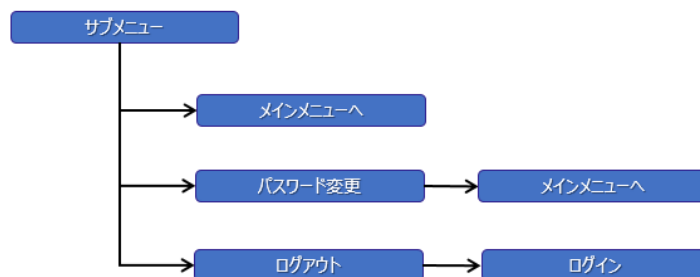 サブメニュー
メインメニューへ
パスワード変更
メインメニューへ
ログアウト
ログイン